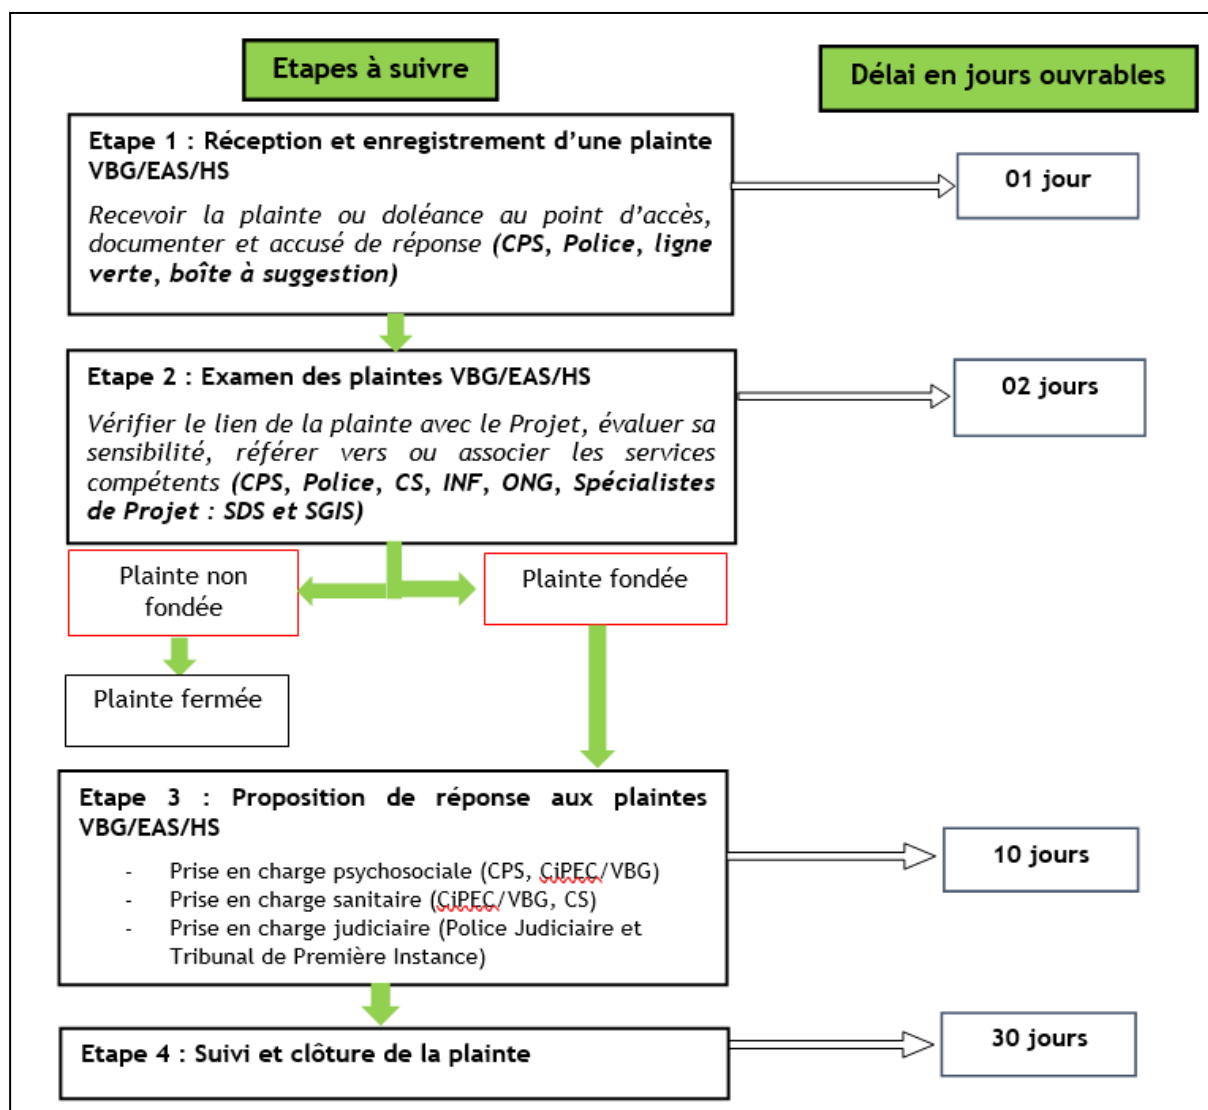 Etapes à suivre
Délai en jours ouvrables
Etape 1 : Réception et enregistrement d'une plainte
VBG/EAS/HS
Recevoir la plainte ou doléance au point d'accès,
documenter et accusé de réponse (CPS, Police, ligne
verte, boîte à suggestion)
01 jour
Etape 2 : Examen des plaintes VBG/EAS/HS
Vérifier le lien de la plainte avec le Projet, évaluer sa
sensibilité, référer vers ou associer les services
compétents (CPS, Police, CS, INF, ONG, Spécialistes
de Projet : SDS et SGIS)
02 jours
Plainte non
fondée
Plainte fondée
Plainte fermée
Etape 3 : Proposition de réponse aux plaintes
VBG/EAS/HS
- Prise en charge psychosociale (CPS, CiPEC/VBG)
- Prise en charge sanitaire (CiPEC/VBG, CS)
- Prise en charge judiciaire (Police Judiciaire et
Tribunal de Première Instance)
10 jours
Etape 4 : Suivi et clôture de la plainte
30 jours